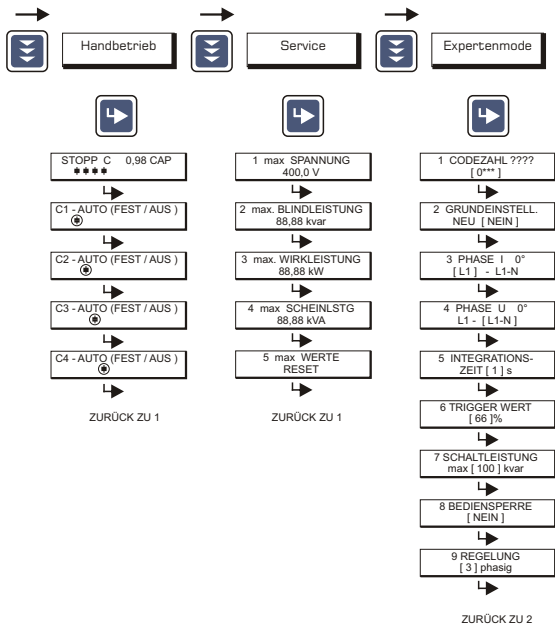 Handbetrieb
Service
Expertenmode
STOPP C 0,98 CAP
C1 - AUTO (FEST / AUS )
C2 - AUTO (FEST / AUS )
C3 - AUTO (FEST / AUS )
C4 - AUTO (FEST / AUS )
ZURÜCK ZU 1
1 max SPANNUNG
400,0 V
2 max. BLINDLEISTUNG
88,88 kvar
3 max. WIRKLEISTUNG
88,88 kW
4 max SCHEINLSTG
88,88 kVA
5 max WERTE
RESET
ZURÜCK ZU 1
1 CODEZAHL ????
[ 0*** ]
2 GRUNDEINSTELL.
NEU [ NEIN ]
3 PHASE I 0°
[ L1 ] - L1-N
4 PHASE U 0°
L1 - [ L1-N ]
5 INTEGRATIONS-
ZEIT [ 1 ] s
6 TRIGGER WERT
[ 66 ]%
7 SCHALTLEISTUNG
max [ 100 ] kvar
8 BEDIENSPERRE
[ NEIN ]
9 REGELUNG
[ 3 ] phasig
ZURÜCK ZU 2